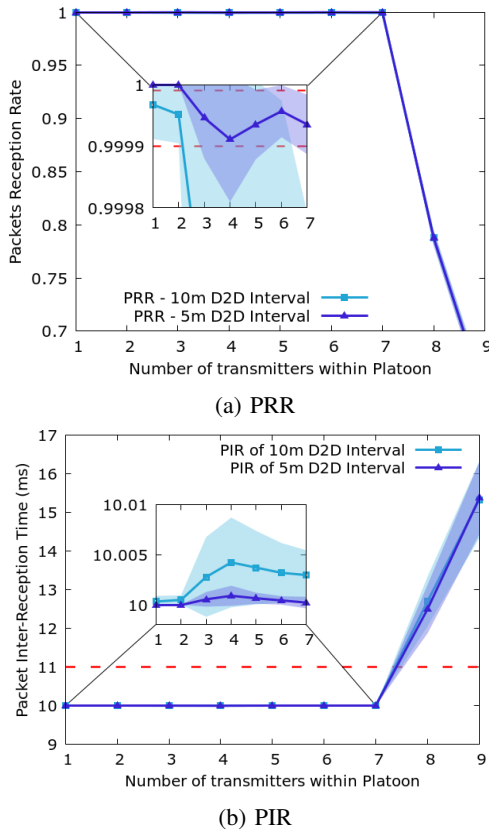 1
0.95
0.9
0.85
0.8
0.75
0.7
Packets Reception Rate
1
0.9999
0.9998
1 2 3 4 5 6 7
PRR - 10m D2D Interval
PRR - 5m D2D Interval
1 2 3 4 5 6 7 8 9
Number of transmitters within Platoon
(a) PRR
17
16
15
14
13
12
11
10
9
Packet Inter-Reception Time (ms)
PIR of 10m D2D Interval
PIR of 5m D2D Interval
10.01
10.005
10
1 2 3 4 5 6 7
1 2 3 4 5 6 7 8 9
Number of transmitters within Platoon
(b) PIR